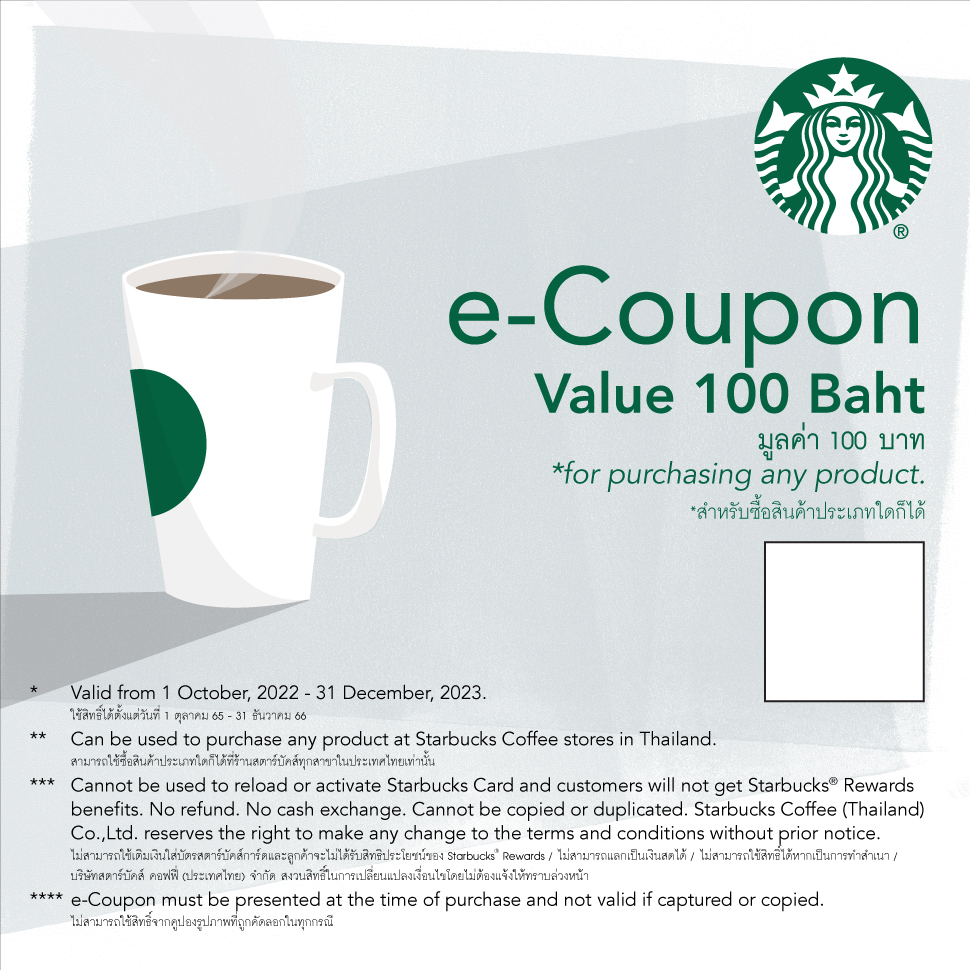 ®
e-Coupon
Value 100 Baht
มูลค่า 100 บาท
*for purchasing any product.
*สำหรับซื้อสินค้าประเภทใดก็ได้
* Valid from 1 October, 2022 - 31 December, 2023.
ใช้สิทธิ์ได้ตั้งแต่วันที่ 1 ตุลาคม 65 - 31 ธันวาคม 66
** Can be used to purchase any product at Starbucks Coffee stores in Thailand.
สามารถใช้ซื้อสินค้าประเภทใดก็ได้ที่ร้านสตาร์บัคส์ทุกสาขาในประเทศไทยเท่านั้น
*** Cannot be used to reload or activate Starbucks Card and customers will not get Starbucks® Rewards
benefits. No refund. No cash exchange. Cannot be copied or duplicated. Starbucks Coffee (Thailand)
Co.,Ltd. reserves the right to make any change to the terms and conditions without prior notice.
ไม่สามารถใช้เติมเงินใส่บัตรสตาร์บัคส์การ์ดและลูกค้าจะไม่ได้รับสิทธิประโยชน์ของ Starbucks® Rewards / ไม่สามารถแลกเป็นเงินสดได้ / ไม่สามารถใช้สิทธิ์ได้หากเป็นการทำสำเนา /
บริษัทสตาร์บัคส์ คอฟฟี่ (ประเทศไทย) จำกัด สงวนสิทธิ์ในการเปลี่ยนแปลงเงื่อนไขโดยไม่ต้องแจ้งให้ทราบล่วงหน้า
**** e-Coupon must be presented at the time of purchase and not valid if captured or copied.
ไม่สามารถใช้สิทธิ์จากคูปองรูปภาพที่ถูกคัดลอกในทุกกรณี